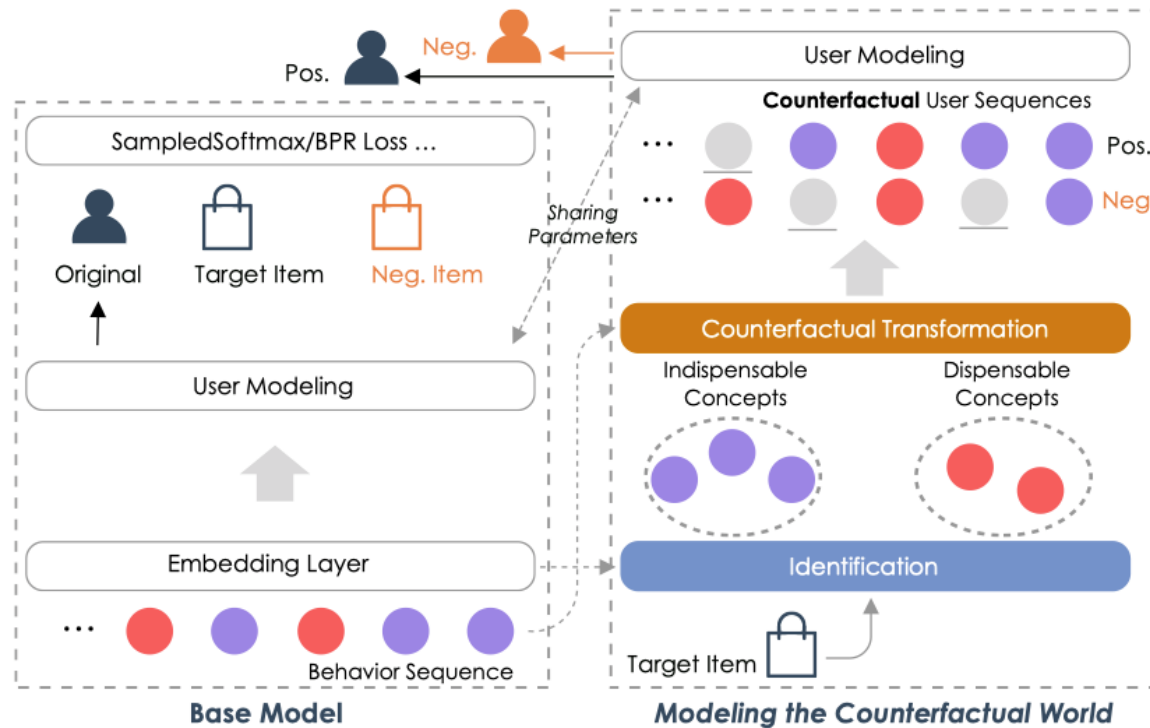 Neg.
Pos.
SampledSoftmax/BPR Loss ...
Original
Target Item
Neg. Item
User Modeling
Embedding Layer
...
Behavior Sequence
Base Model
Sharing
Parameters
User Modeling
Counterfactual User Sequences
...
Pos.
...
Neg
Counterfactual Transformation
Indispensable
Concepts
Dispensable
Concepts
Identification
Target Item
Modeling the Counterfactual World